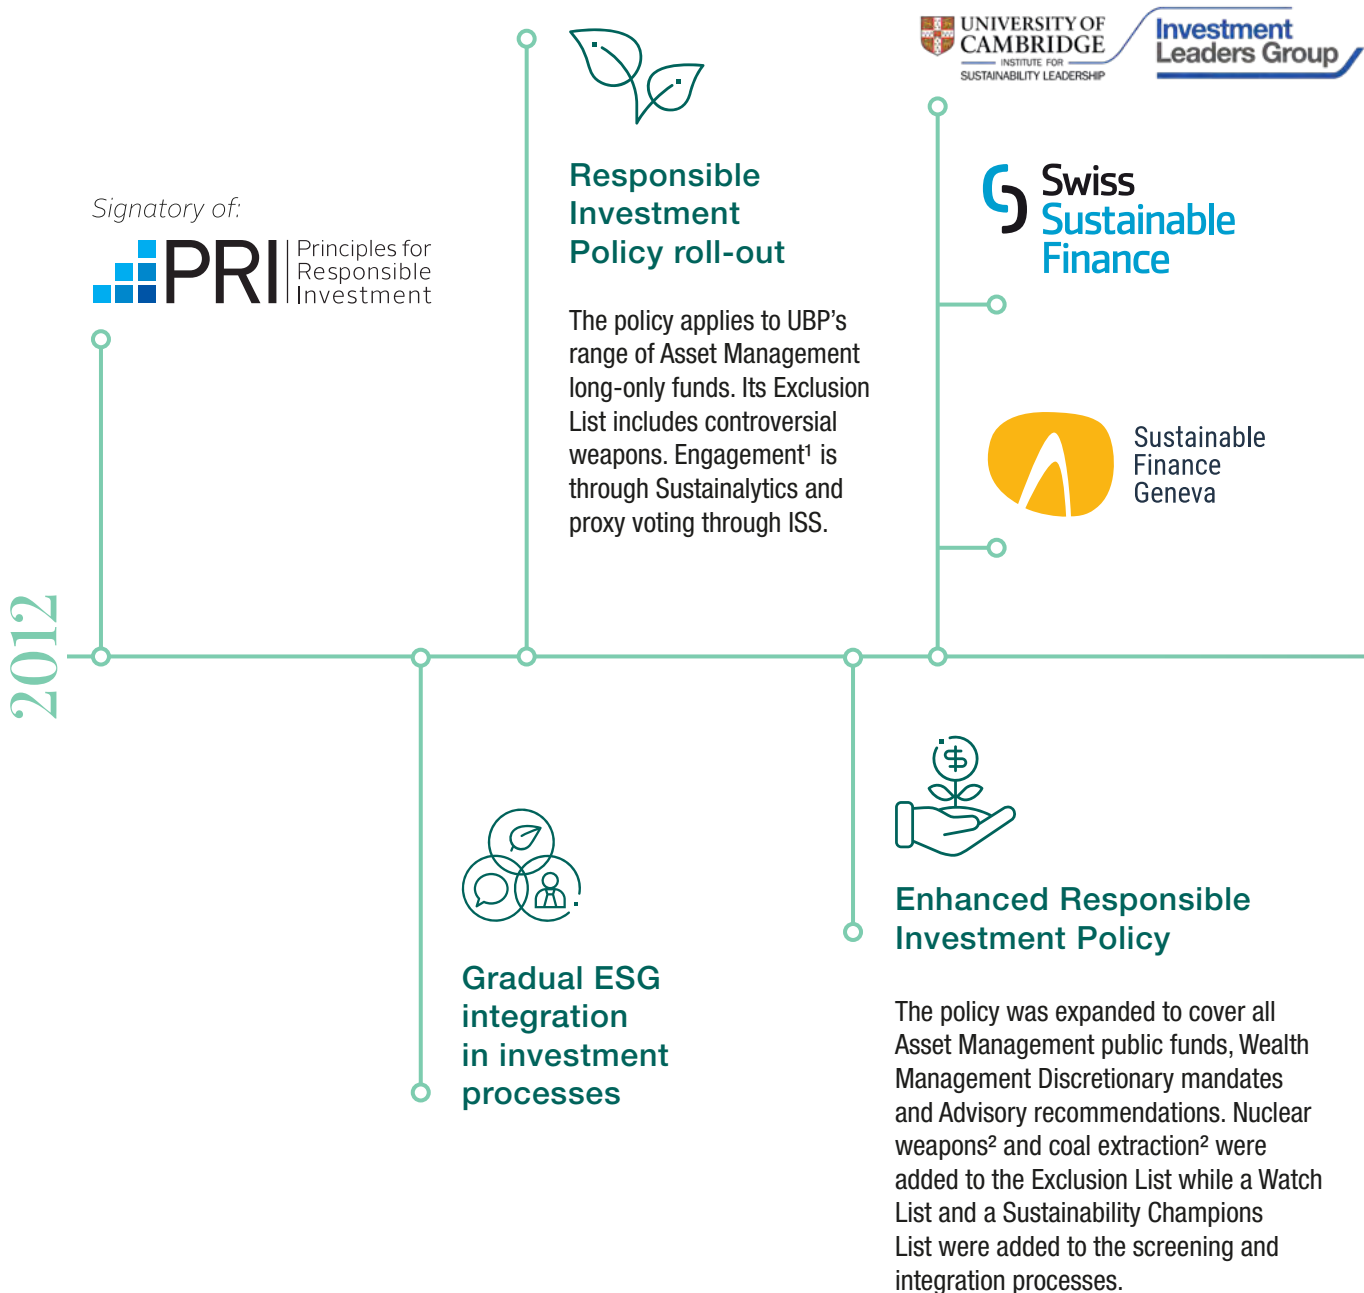 2012
Signatory of:
PRI
Principles for
Responsible
Investment
Gradual ESG
integration
in investment
processes
Responsible
Investment
Policy roll-out
The policy applies to UBP’s
range of Asset Management
long-only funds. Its Exclusion
List includes controversial
weapons. Engagement¹ is
through Sustainalytics and
proxy voting through ISS.
Enhanced Responsible
Investment Policy
The policy was expanded to cover all
Asset Management public funds, Wealth
Management Discretionary mandates
and Advisory recommendations. Nuclear
weapons² and coal extraction² were
added to the Exclusion List while a Watch
List and a Sustainability Champions
List were added to the screening and
integration processes.
UNIVERSITY OF
CAMBRIDGE
INSTITUTE FOR
SUSTAINABILITY LEADERSHIP
Investment
Leaders Group
Swiss
Sustainable
Finance
Sustainable
Finance
Geneva